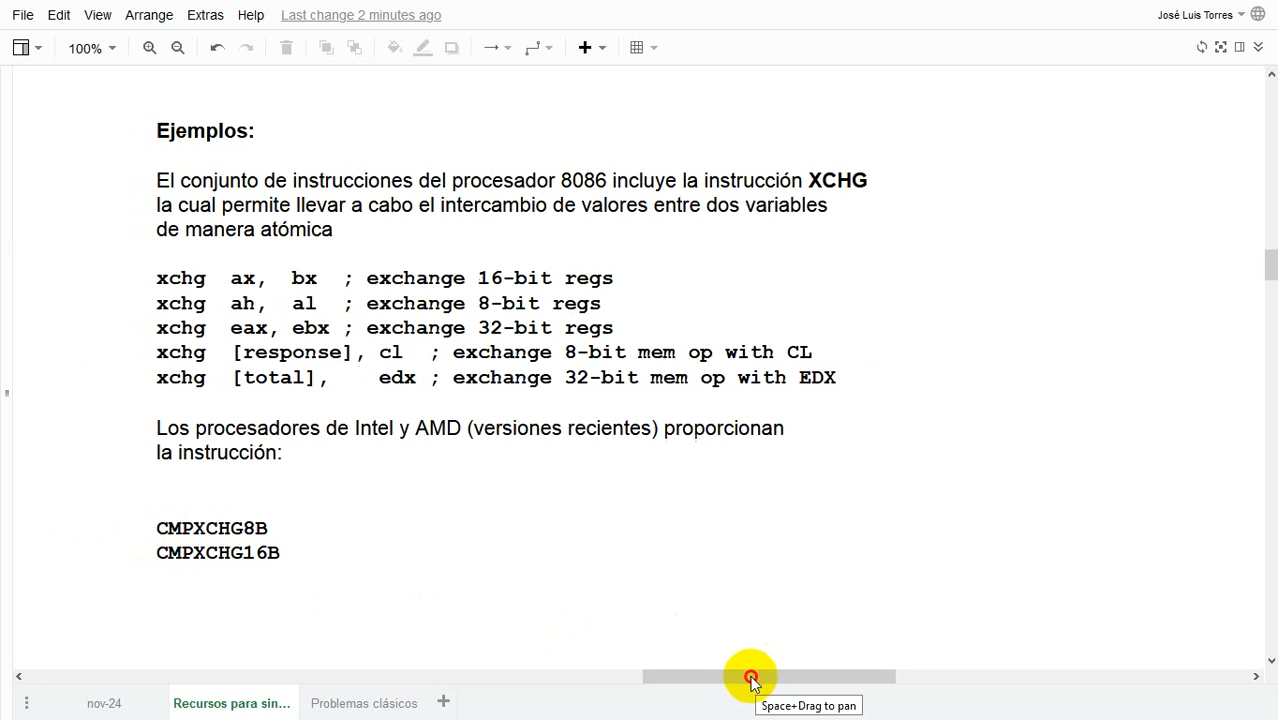 File Edit View Arrange Extras Help Last change 2 minutes ago José Luis Torres
100%
Ejemplos:
El conjunto de instrucciones del procesador 8086 incluye la instrucción XCHG
la cual permite llevar a cabo el intercambio de valores entre dos variables
de manera atómica
xchg ax, bx ; exchange 16-bit regs
xchg ah, al ; exchange 8-bit regs
xchg eax, ebx ; exchange 32-bit regs
xchg [response], cl ; exchange 8-bit mem op with CL
xchg [total], edx ; exchange 32-bit mem op with EDX
Los procesadores de Intel y AMD (versiones recientes) proporcionan
la instrucción:
CMPXCHG8B
CMPXCHG16B
Space+Drag to pan
nov-24 Recursos para sin... Problemas clásicos